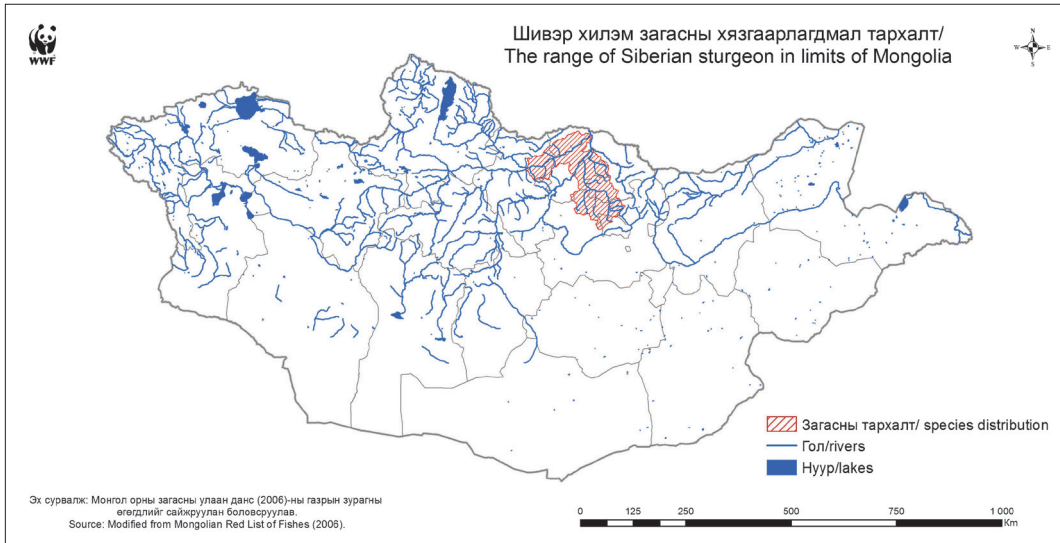 WWF
Шивэр хилэм загасны хязгаарлагдмал тархалт/
The range of Siberian sturgeon in limits of Mongolia
N
W E
S
Загасны тархалт/ species distribution
Гол/rivers
Нуур/lakes
Эх сурвалж: Монгол орны загасны улаан данс (2006)-ны газрын зурагны
өгөгдлийг сайжруулан боловсруулав.
Source: Modified from Mongolian Red List of Fishes (2006).
0 125 250 500 750 1 000
Km